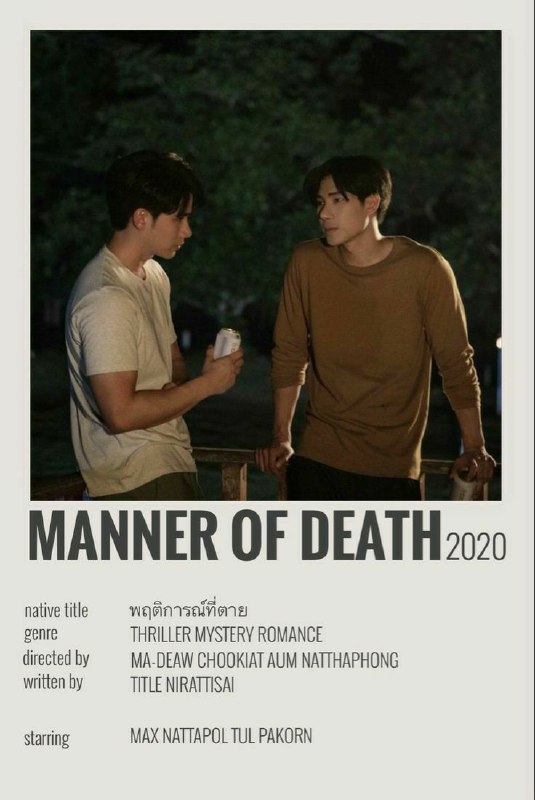 MANNER OF DEATH 2020
native title พฤติการณ์ที่ตาย
genre THRILLER MYSTERY ROMANCE
directed by MA-DEAW CHOOKIAT AUM NATTHAPHONG
written by TITLE NIRATTISAI
starring MAX NATTAPOL TUL PAKORN